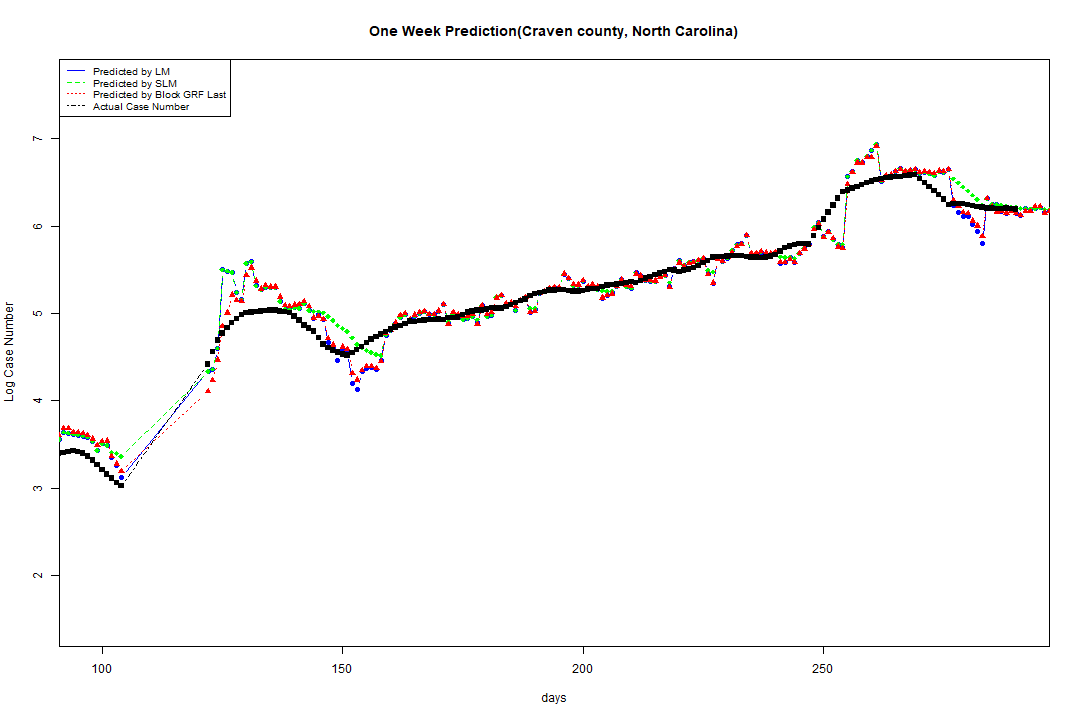 One Week Prediction(Craven county, North Carolina)
Predicted by LM
Predicted by SLM
Predicted by Block GRF Last
Actual Case Number
Log Case Number
7
6
5
4
3
2
100
150
200
250
days